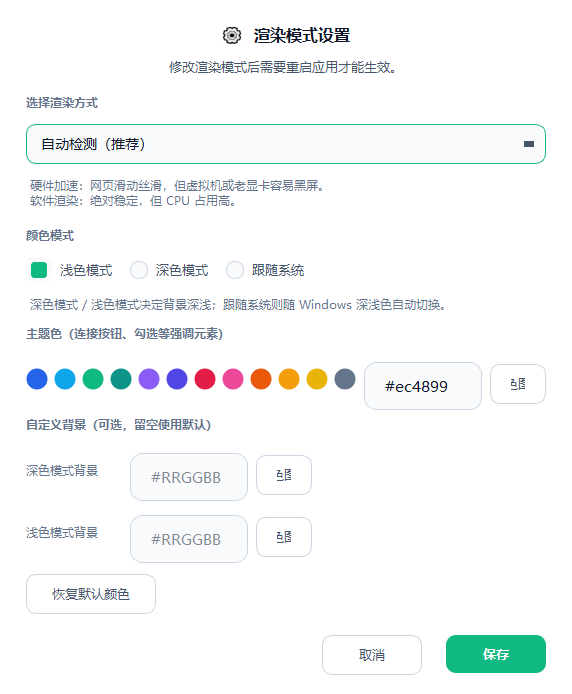 渲染模式设置
修改渲染模式后需要重启应用才能生效。
选择渲染方式
自动检测（推荐）
硬件加速：网页滑动丝滑，但虚拟机或老显卡容易黑屏。
软件渲染：绝对稳定，但 CPU 占用高。
颜色模式
浅色模式 深色模式 跟随系统
深色模式 / 浅色模式决定背景深浅；跟随系统则随 Windows 深浅色自动切换。
主题色（连接按钮、勾选等强调元素）
#ec4899
自定义背景（可选，留空使用默认）
深色模式背景 #RRGGBB
浅色模式背景 #RRGGBB
恢复默认颜色
取消 保存